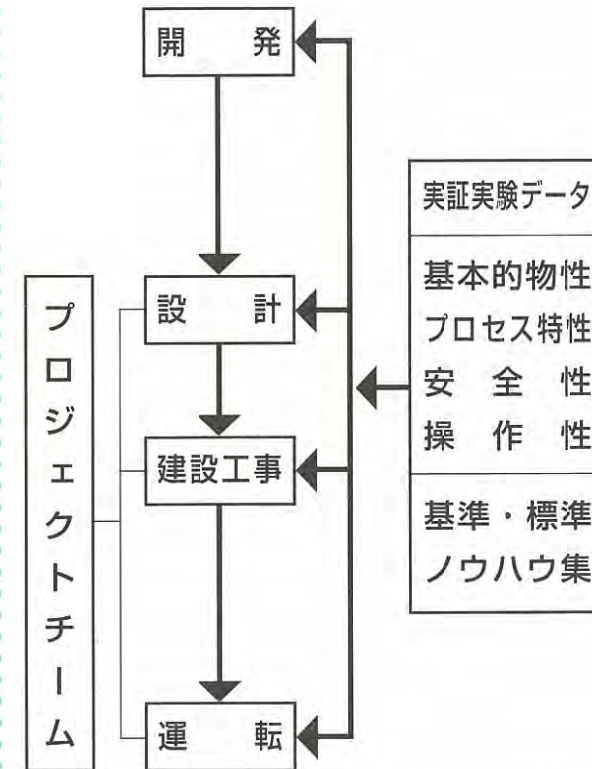 開発
設計
建設工事
運転
プロジェクトチーム
実証実験データ
基本的物性
プロセス特性
安全性
操作性
基準・標準
ノウハウ集